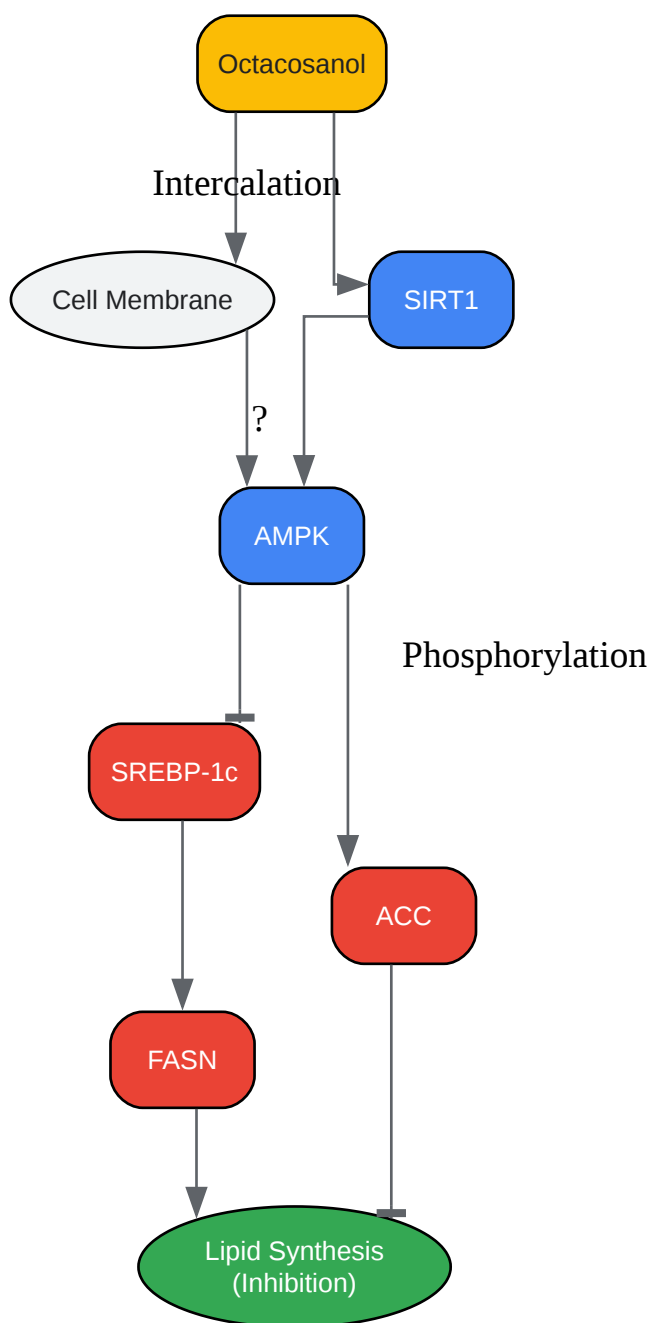 Octacosanol
Intercalation
Cell Membrane
SIRT1
?
AMPK
Phosphorylation
SREBP-1c
ACC
FASN
Lipid Synthesis
(Inhibition)